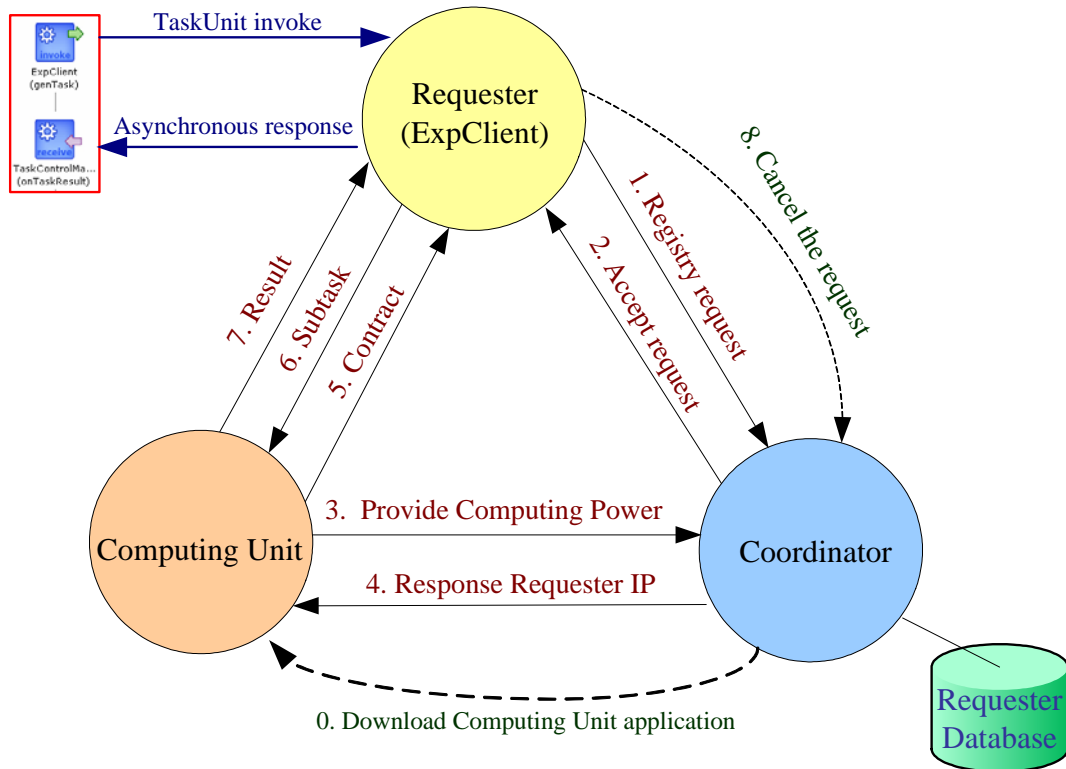 TaskUnit invoke
invoke
ExpClient
(genTask)
Asynchronous response
receive
TaskControlMa...
(onTaskResult)
Requester
(ExpClient)
8. Cancel the request
1. Registry request
2. Accept request
7. Result
6. Subtask
5. Contract
Computing Unit
3. Provide Computing Power
4. Response Requester IP
Coordinator
0. Download Computing Unit application
Requester
Database